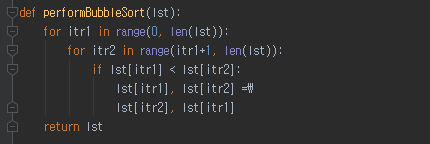 def performBubbleSort(lst):
    for itr1 in range(0, len(lst)):
        for itr2 in range(itr1+1, len(lst)):
            if lst[itr1] < lst[itr2]:
                lst[itr1], lst[itr2] =₩
                lst[itr2], lst[itr1]
    return lst